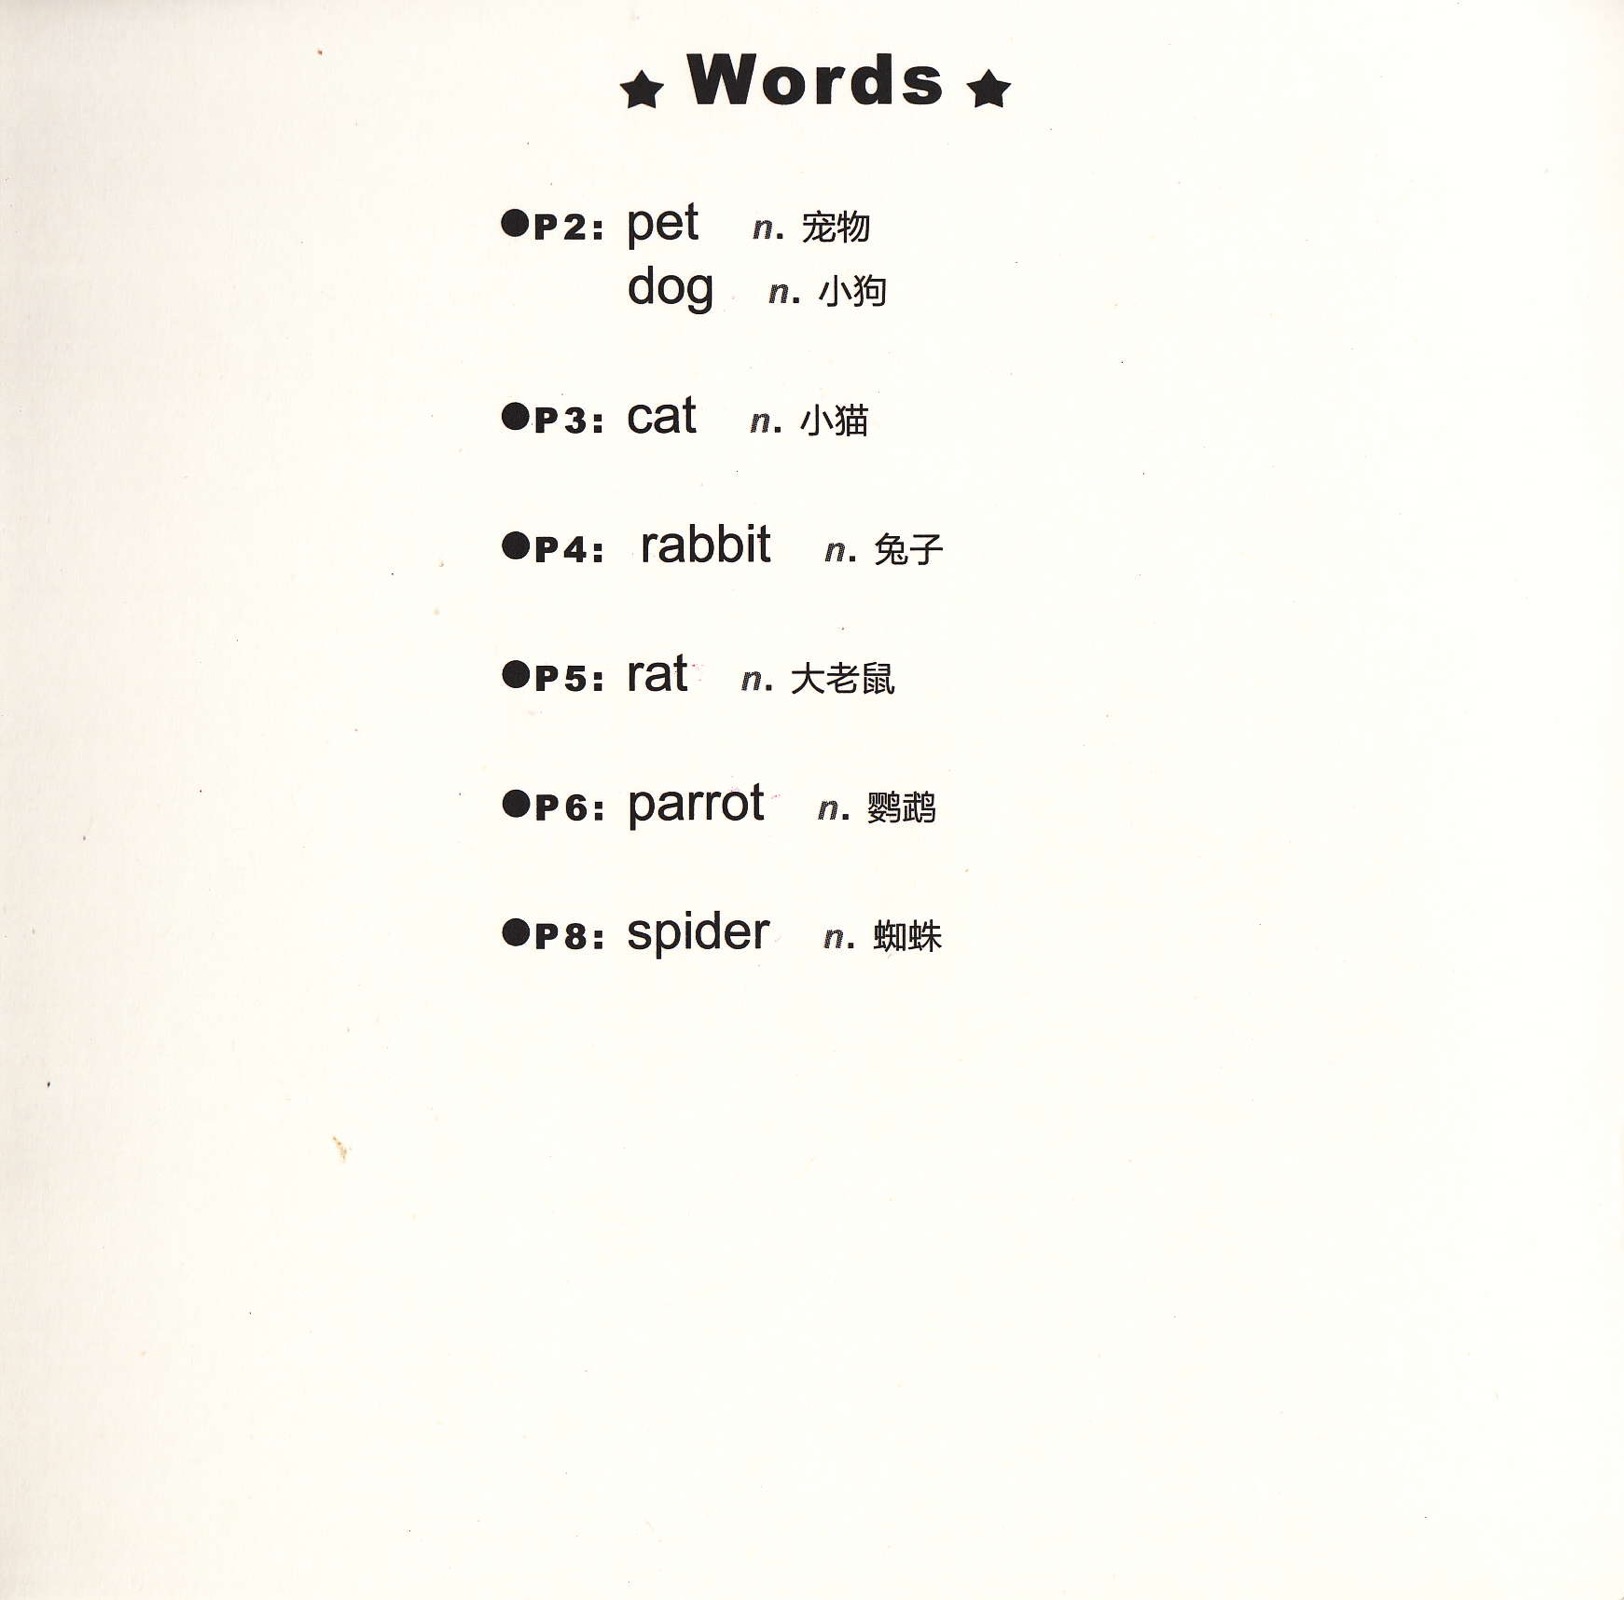 ★ Words ★
●P2: pet n. 宠物
dog n. 小狗
●P3: cat n. 小猫
●P4: rabbit n. 兔子
●P5: rat n. 大老鼠
●P6: parrot n. 鹦鹉
●P8: spider n. 蜘蛛